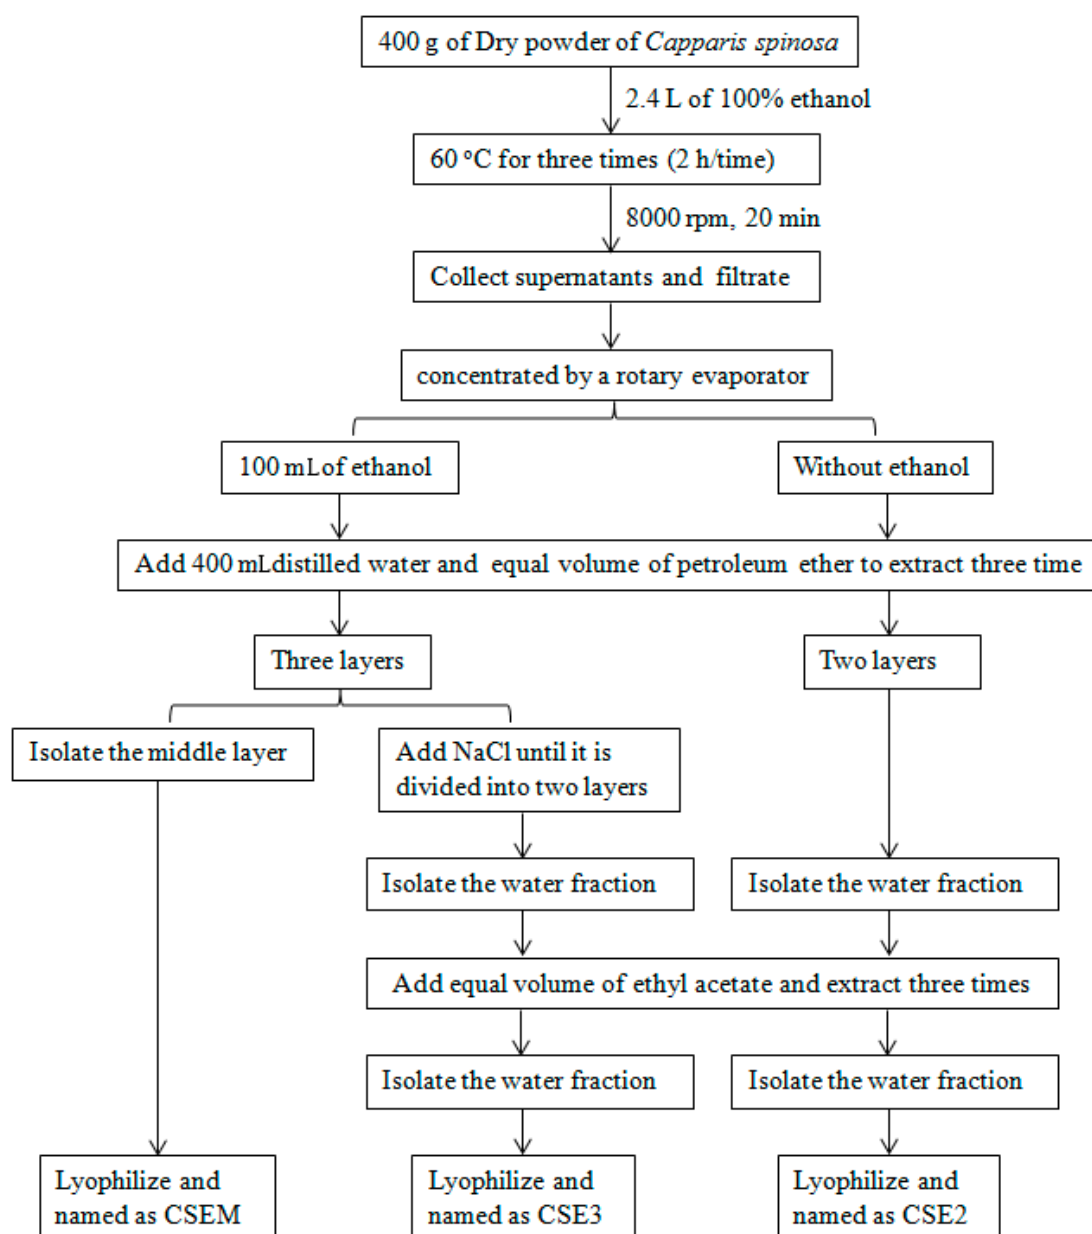 400 g of Dry powder of Capparis spinosa
2.4 L of 100% ethanol
60 °C for three times (2 h/time)
8000 rpm, 20 min
Collect supernatants and filtrate
concentrated by a rotary evaporator
100 mLof ethanol
Without ethanol
Add 400 mLdistilled water and equal volume of petroleum ether to extract three time
Three layers
Two layers
Isolate the middle layer
Add NaCl until it is
divided into two layers
Isolate the water fraction
Isolate the water fraction
Add equal volume of ethyl acetate and extract three times
Isolate the water fraction
Isolate the water fraction
Lyophilize and
named as CSEM
Lyophilize and
named as CSE3
Lyophilize and
named as CSE2